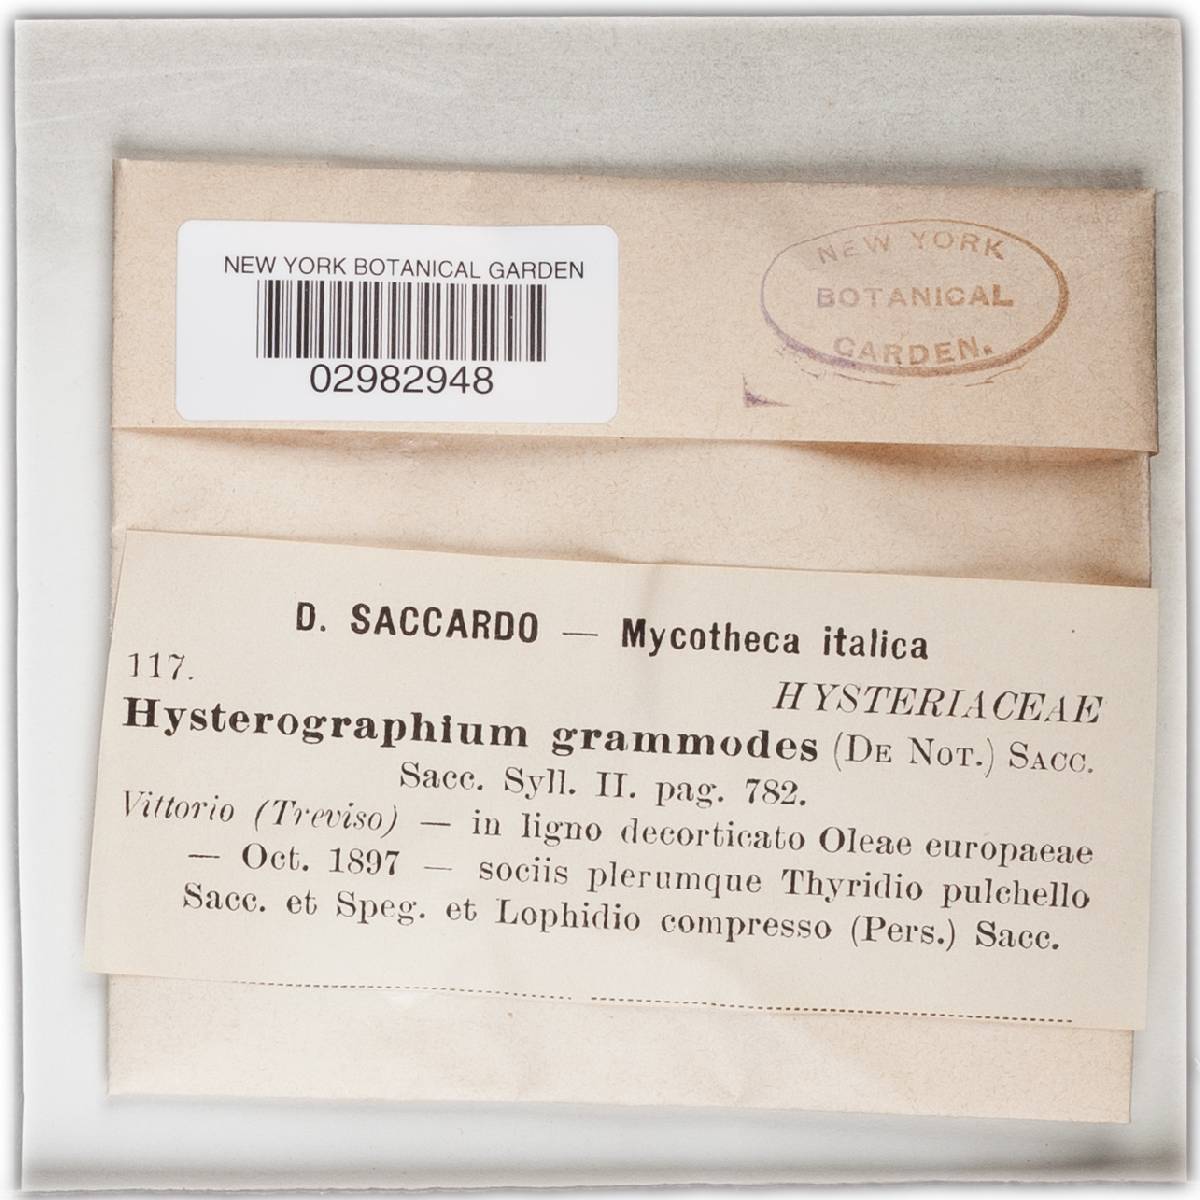 NEW YORK BOTANICAL GARDEN
02982948
NEW YORK
BOTANICAL
GARDEN.
D. SACCARDO — Mycotheca italica
117.
HYSTERIACEAE
Hysterographium grammodes (DE NOT.) SACC.
Sacc. Syll. II. pag. 782.
Vittorio (Treviso) — in ligno decorticato Oleae europaeae
— Oct. 1897 — sociis plerumque Thyridio pulchello
Sacc. et Speg. et Lophidio compresso (Pers.) Sacc.